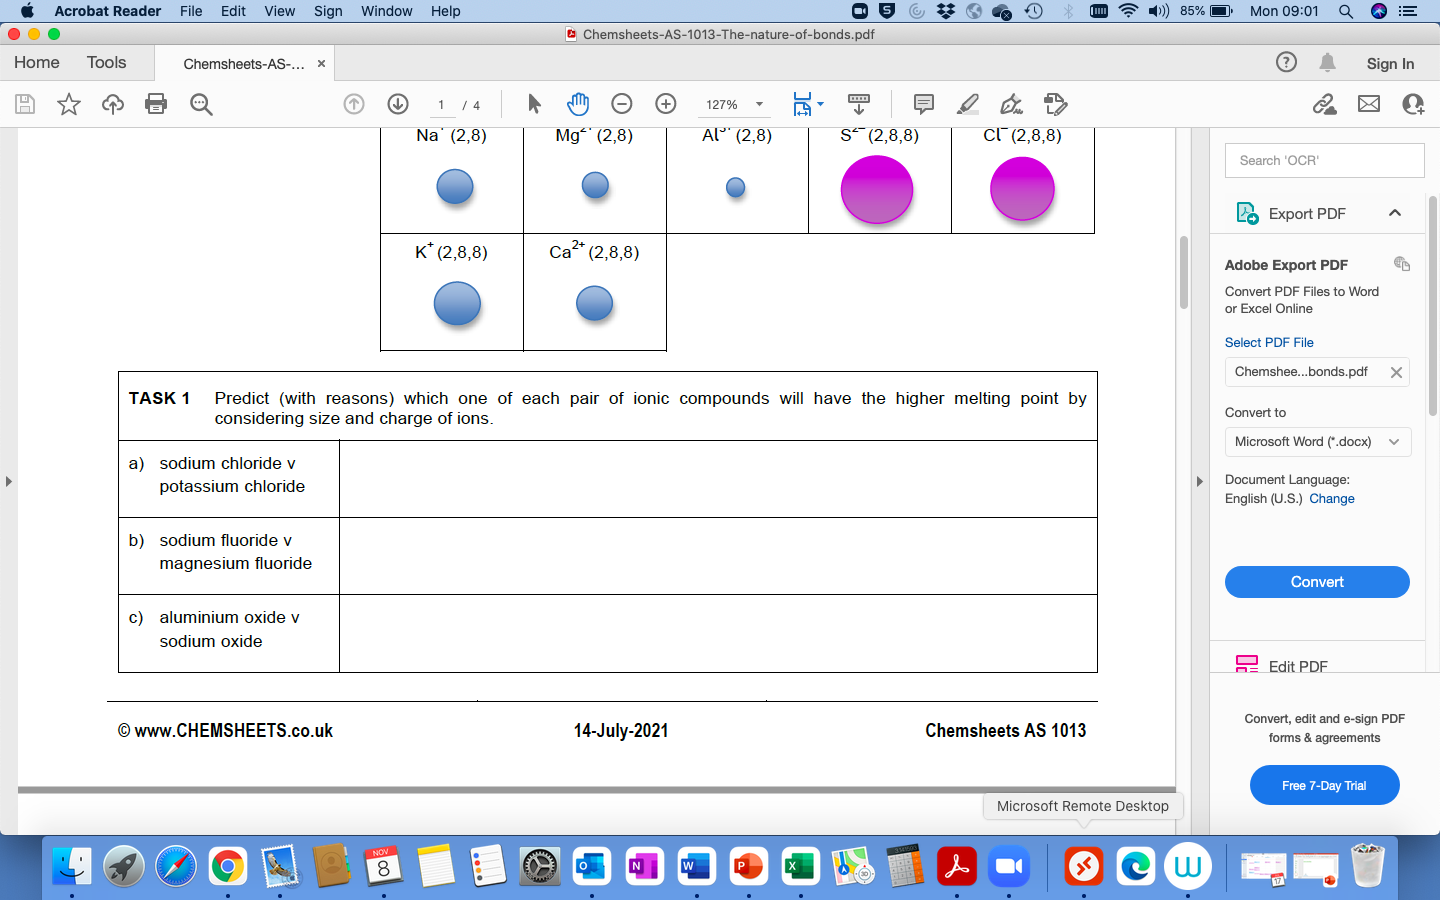 Acrobat Reader File Edit View Sign Window Help 85% Mon 09:01
Chemsheets-AS-1013-The-nature-of-bonds.pdf
Home Tools Chemsheets-AS-... × Sign In
1 / 4 127%
Na⁺ (2,8) Mg²⁺ (2,8) Al³⁺ (2,8) S²⁻ (2,8,8) Cl⁻ (2,8,8)
K⁺ (2,8,8) Ca²⁺ (2,8,8)
TASK 1 Predict (with reasons) which one of each pair of ionic compounds will have the higher melting point by
considering size and charge of ions.
a) sodium chloride v
potassium chloride
b) sodium fluoride v
magnesium fluoride
c) aluminium oxide v
sodium oxide
© www.CHEMSHEETS.co.uk 14-July-2021 Chemsheets AS 1013
Search 'OCR'
Export PDF
Adobe Export PDF
Convert PDF Files to Word
or Excel Online
Select PDF File
Chemshee...bonds.pdf
Convert to
Microsoft Word (*.docx)
Document Language:
English (U.S.) Change
Convert
Edit PDF
Convert, edit and e-sign PDF
forms & agreements
Free 7-Day Trial
Microsoft Remote Desktop
NOV
8
17